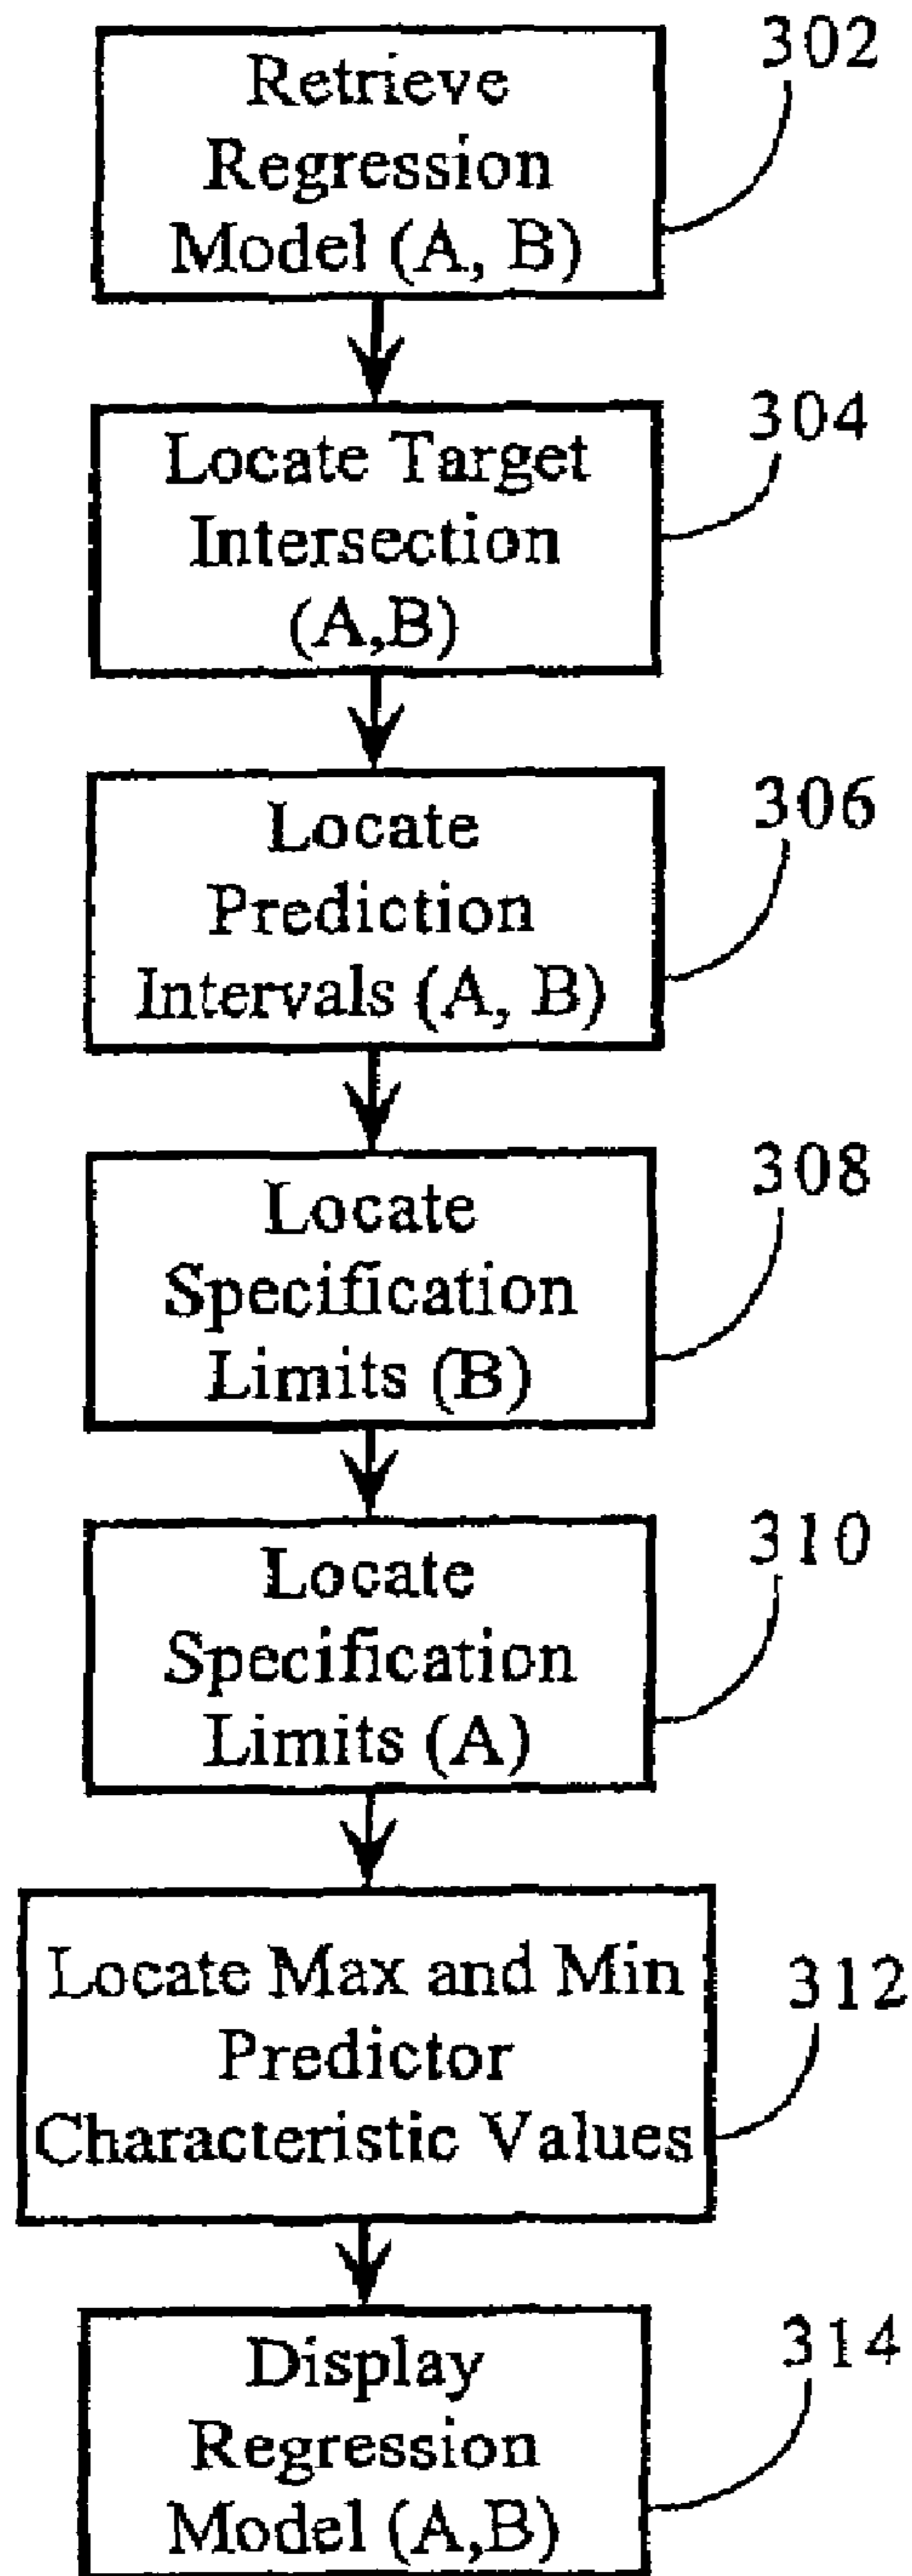 302
Retrieve
Regression
Model (A, B)
304
Locate Target
Intersection
(A,B)
306
Locate
Prediction
Intervals (A, B)
308
Locate
Specification
Limits (B)
310
Locate
Specification
Limits (A)
312
Locate Max and Min
Predictor
Characteristic Values
314
Display
Regression
Model (A,B)